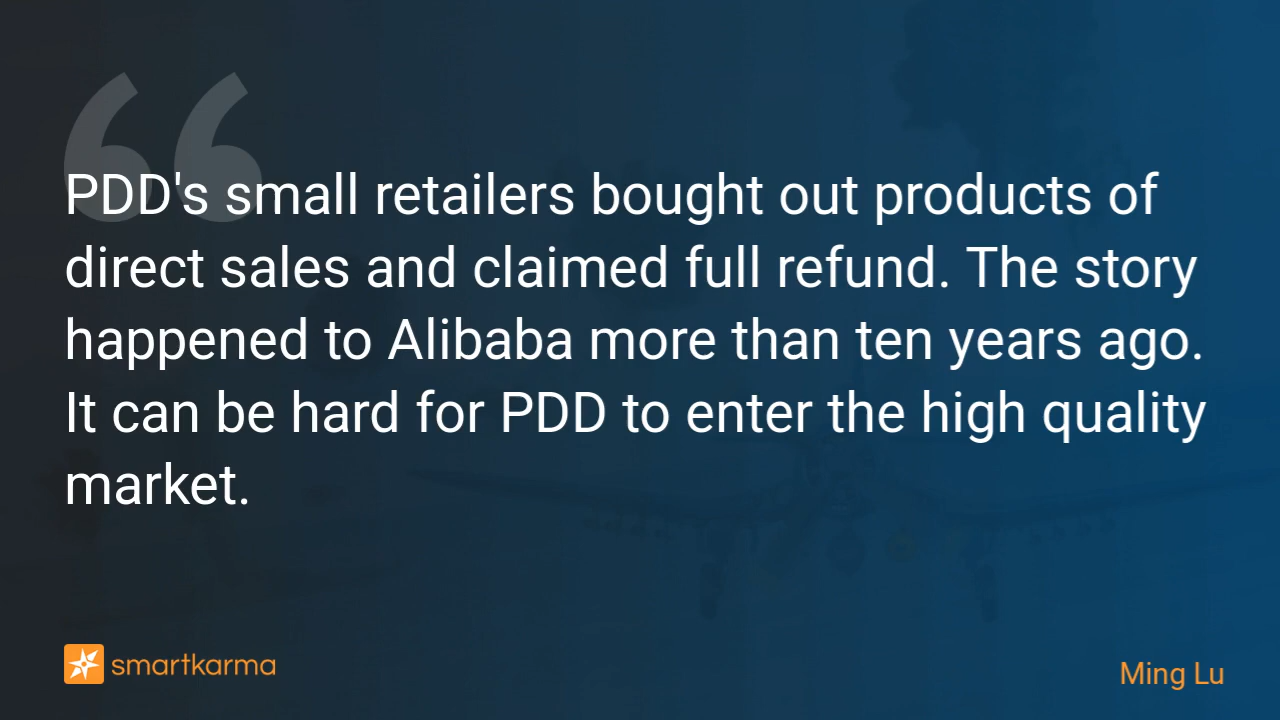 PDD's small retailers bought out products of
direct sales and claimed full refund. The story
happened to Alibaba more than ten years ago.
It can be hard for PDD to enter the high quality
market.
smartkarma
Ming Lu